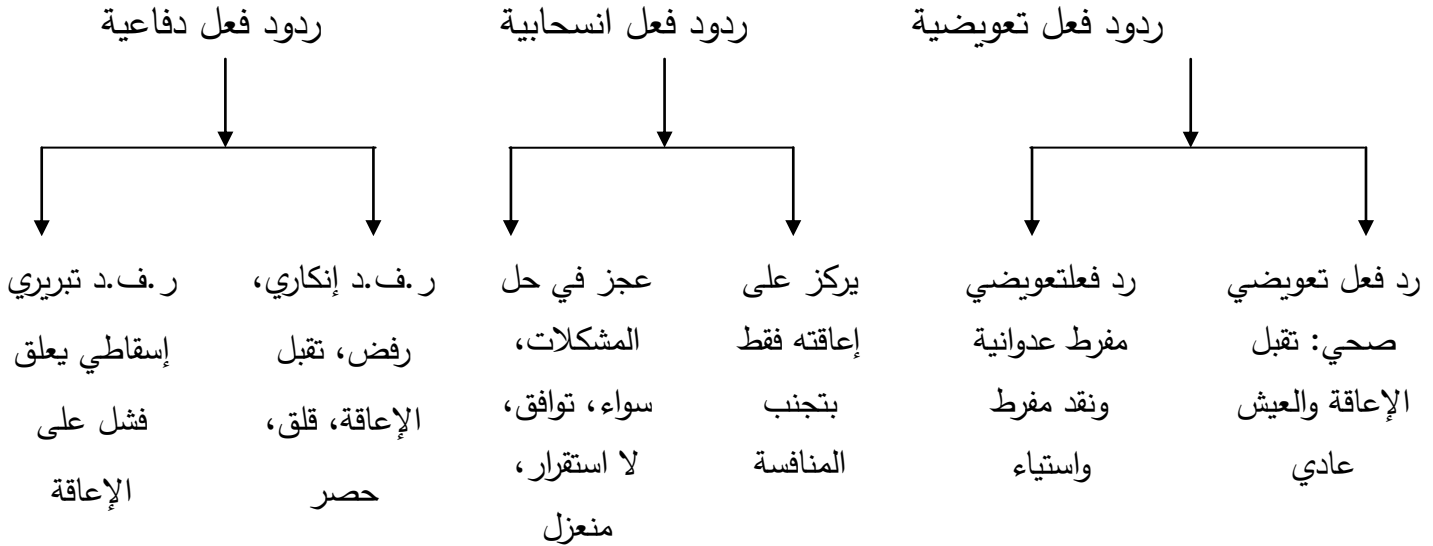 ردود فعل تعويضية
ردود فعل انسحابية
ردود فعل دفاعية
رد فعل تعويضي
صحي: تقبل
الإعاقة والعيش
عادي
رد فعلتعويضي
مفرط عدوانية
ونقد مفرط
واستياء
يركز على
إعاقته فقط
بتجنب
المنافسة
عجز في حل
المشكلات،
سواء، توافق،
لا استقرار،
منعزل
ر.ف.د إنكاري،
رفض، تقبل
الإعاقة، قلق،
حصر
ر.ف.د تبريري
إسقاطي يعلق
فشل على
الإعاقة